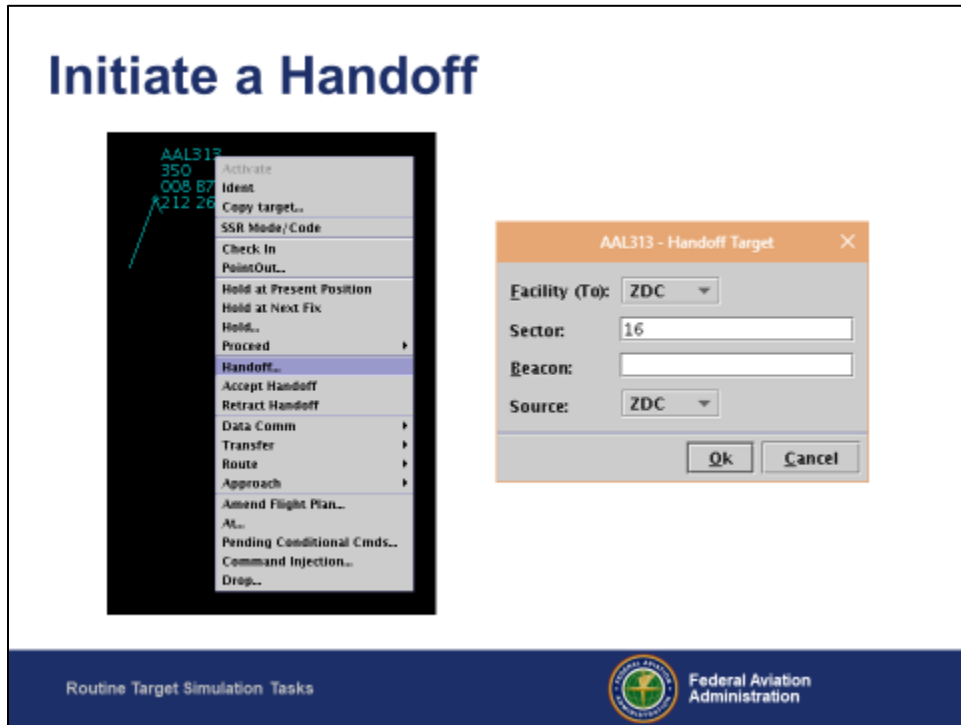 Initiate a Handoff
AAL313
350
008 B7
212 26
Activate
Ident
Copy target...
SSR Mode/Code
Check In
PointOut...
Hold at Present Position
Hold at Next Fix
Hold...
Proceed
Handoff...
Accept Handoff
Retract Handoff
Data Comm
Transfer
Route
Approach
Amend Flight Plan...
At...
Pending Conditional Cmds...
Command Injection...
Drop...
AAL313 - Handoff Target
Facility (To): ZDC
Sector: 16
Beacon:
Source: ZDC
Ok Cancel
Routine Target Simulation Tasks
Federal Aviation
Administration